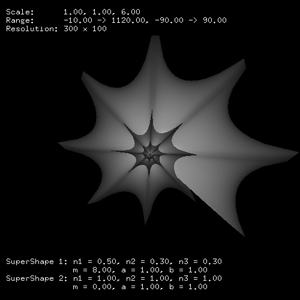 Scale: 1.00, 1.00, 6.00
Range: -10.00 -> 1120.00, -90.00 -> 90.00
Resolution: 300 x 100
SuperShape 1: n1 = 0.50, n2 = 0.30, n3 = 0.30
m = 8.00, a = 1.00, b = 1.00
SuperShape 2: n1 = 1.00, n2 = 1.00, n3 = 1.00
m = 0.00, a = 1.00, b = 1.00